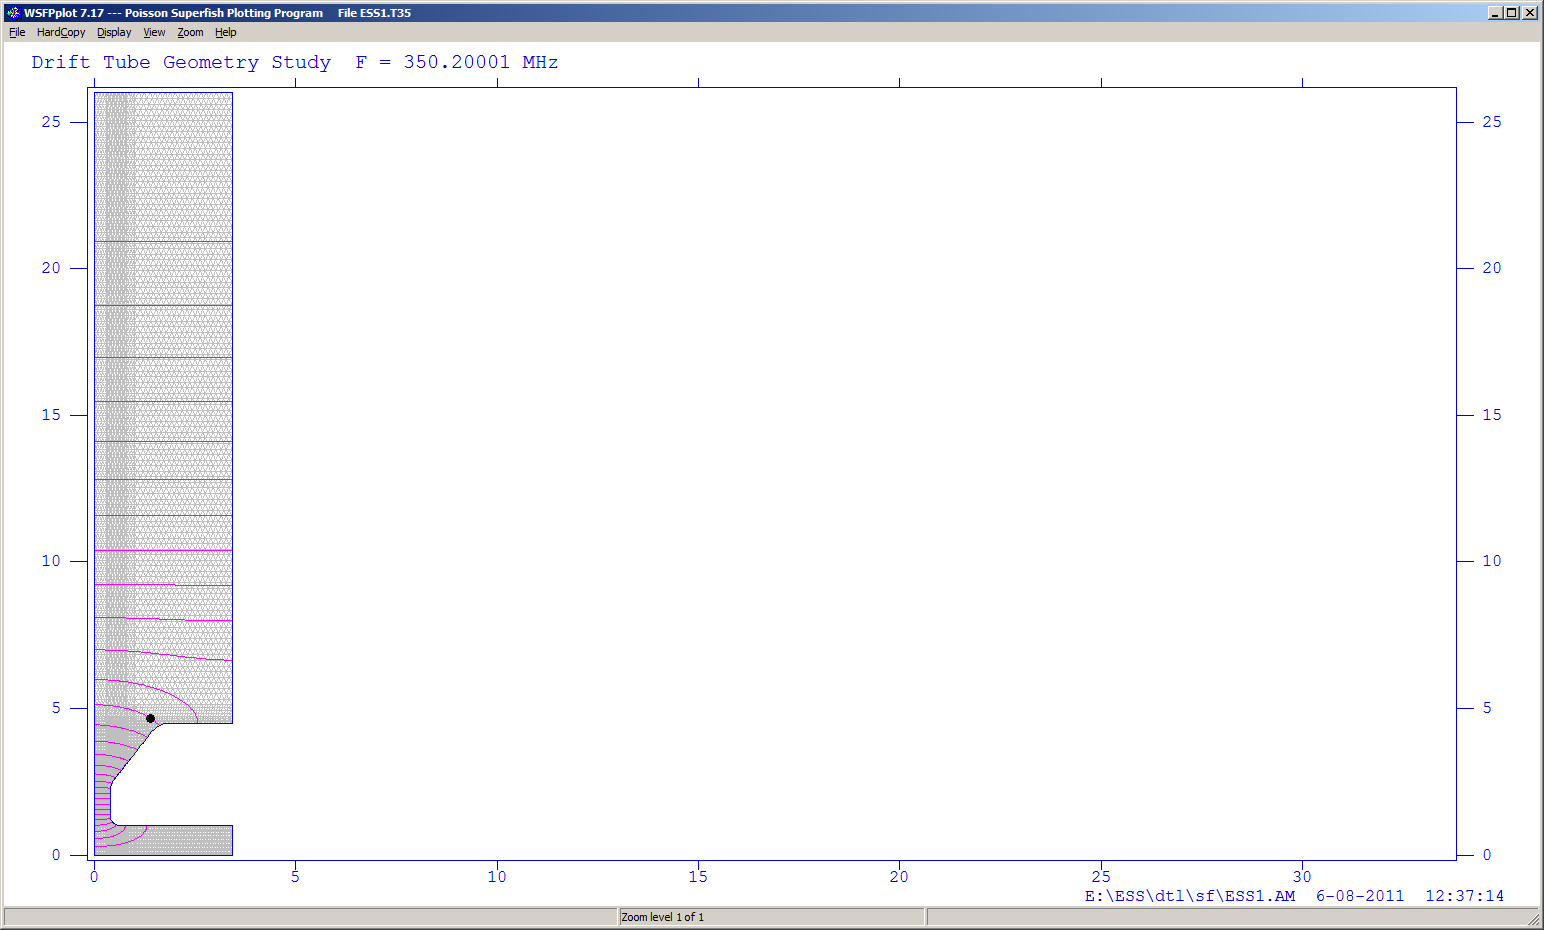 WSFPplot 7.17 --- Poisson Superfish Plotting Program File ESS1.T35
File HardCopy Display View Zoom Help
Drift Tube Geometry Study F = 350.20001 MHz
25 25
20 20
15 15
10 10
5 5
0 0
0 5 10 15 20 25 30
E:\ESS\dtl\sf\ESS1.AM 6-08-2011 12:37:14
Zoom level 1 of 1